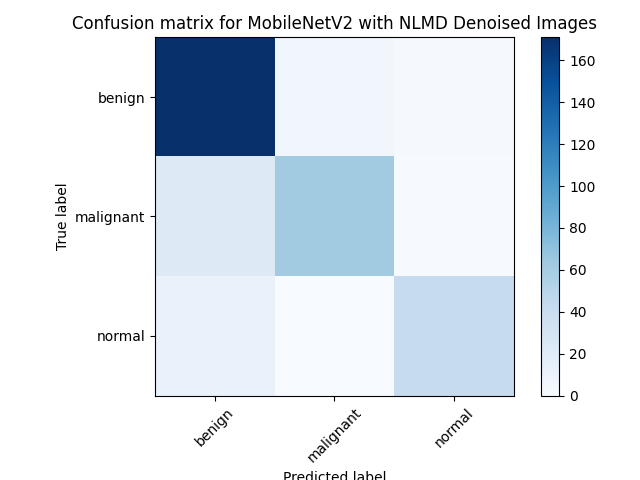 Confusion matrix for MobileNetV2 with NLMD Denoised Images
benign
malignant
normal
True label
benign
malignant
normal
Predicted label
160
140
120
100
80
60
40
20
0